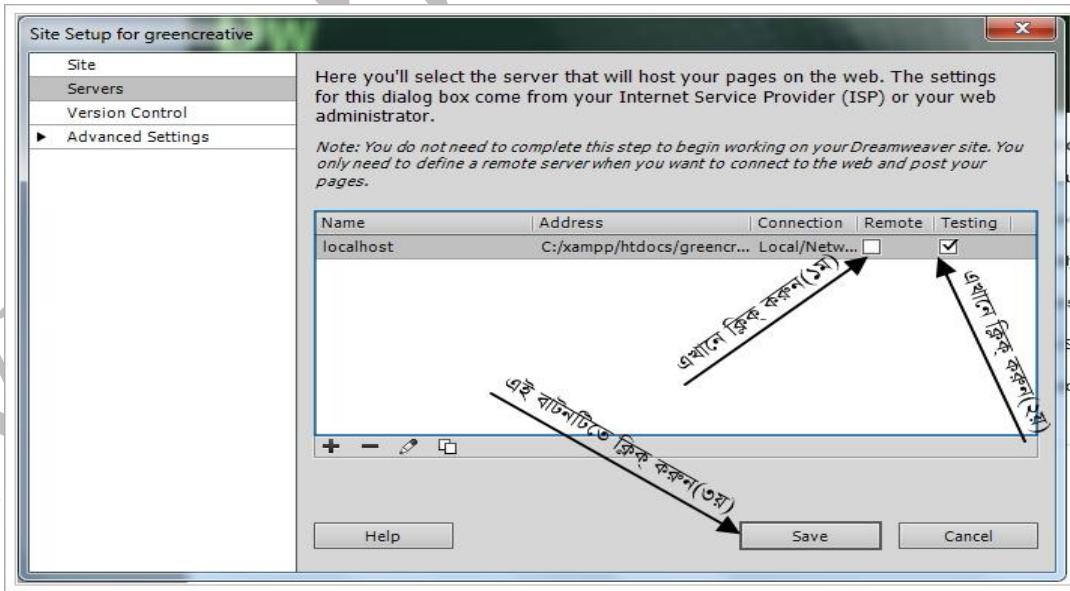 Site Setup for greencreative
Site
Servers
Version Control
Advanced Settings
Here you'll select the server that will host your pages on the web. The settings
for this dialog box come from your Internet Service Provider (ISP) or your web
administrator.
Note: You do not need to complete this step to begin working on your Dreamweaver site. You
only need to define a remote server when you want to connect to the web and post your
pages.
Name Address Connection Remote Testing
localhost C:/xampp/htdocs/greencr... Local/Netw...
এখানে ক্লিক্ করুন(১ম)
এখানে ক্লিক্ করুন(২য়)
এই বাটনটিতে ক্লিক্ করুন(৩য়)
Help Save Cancel